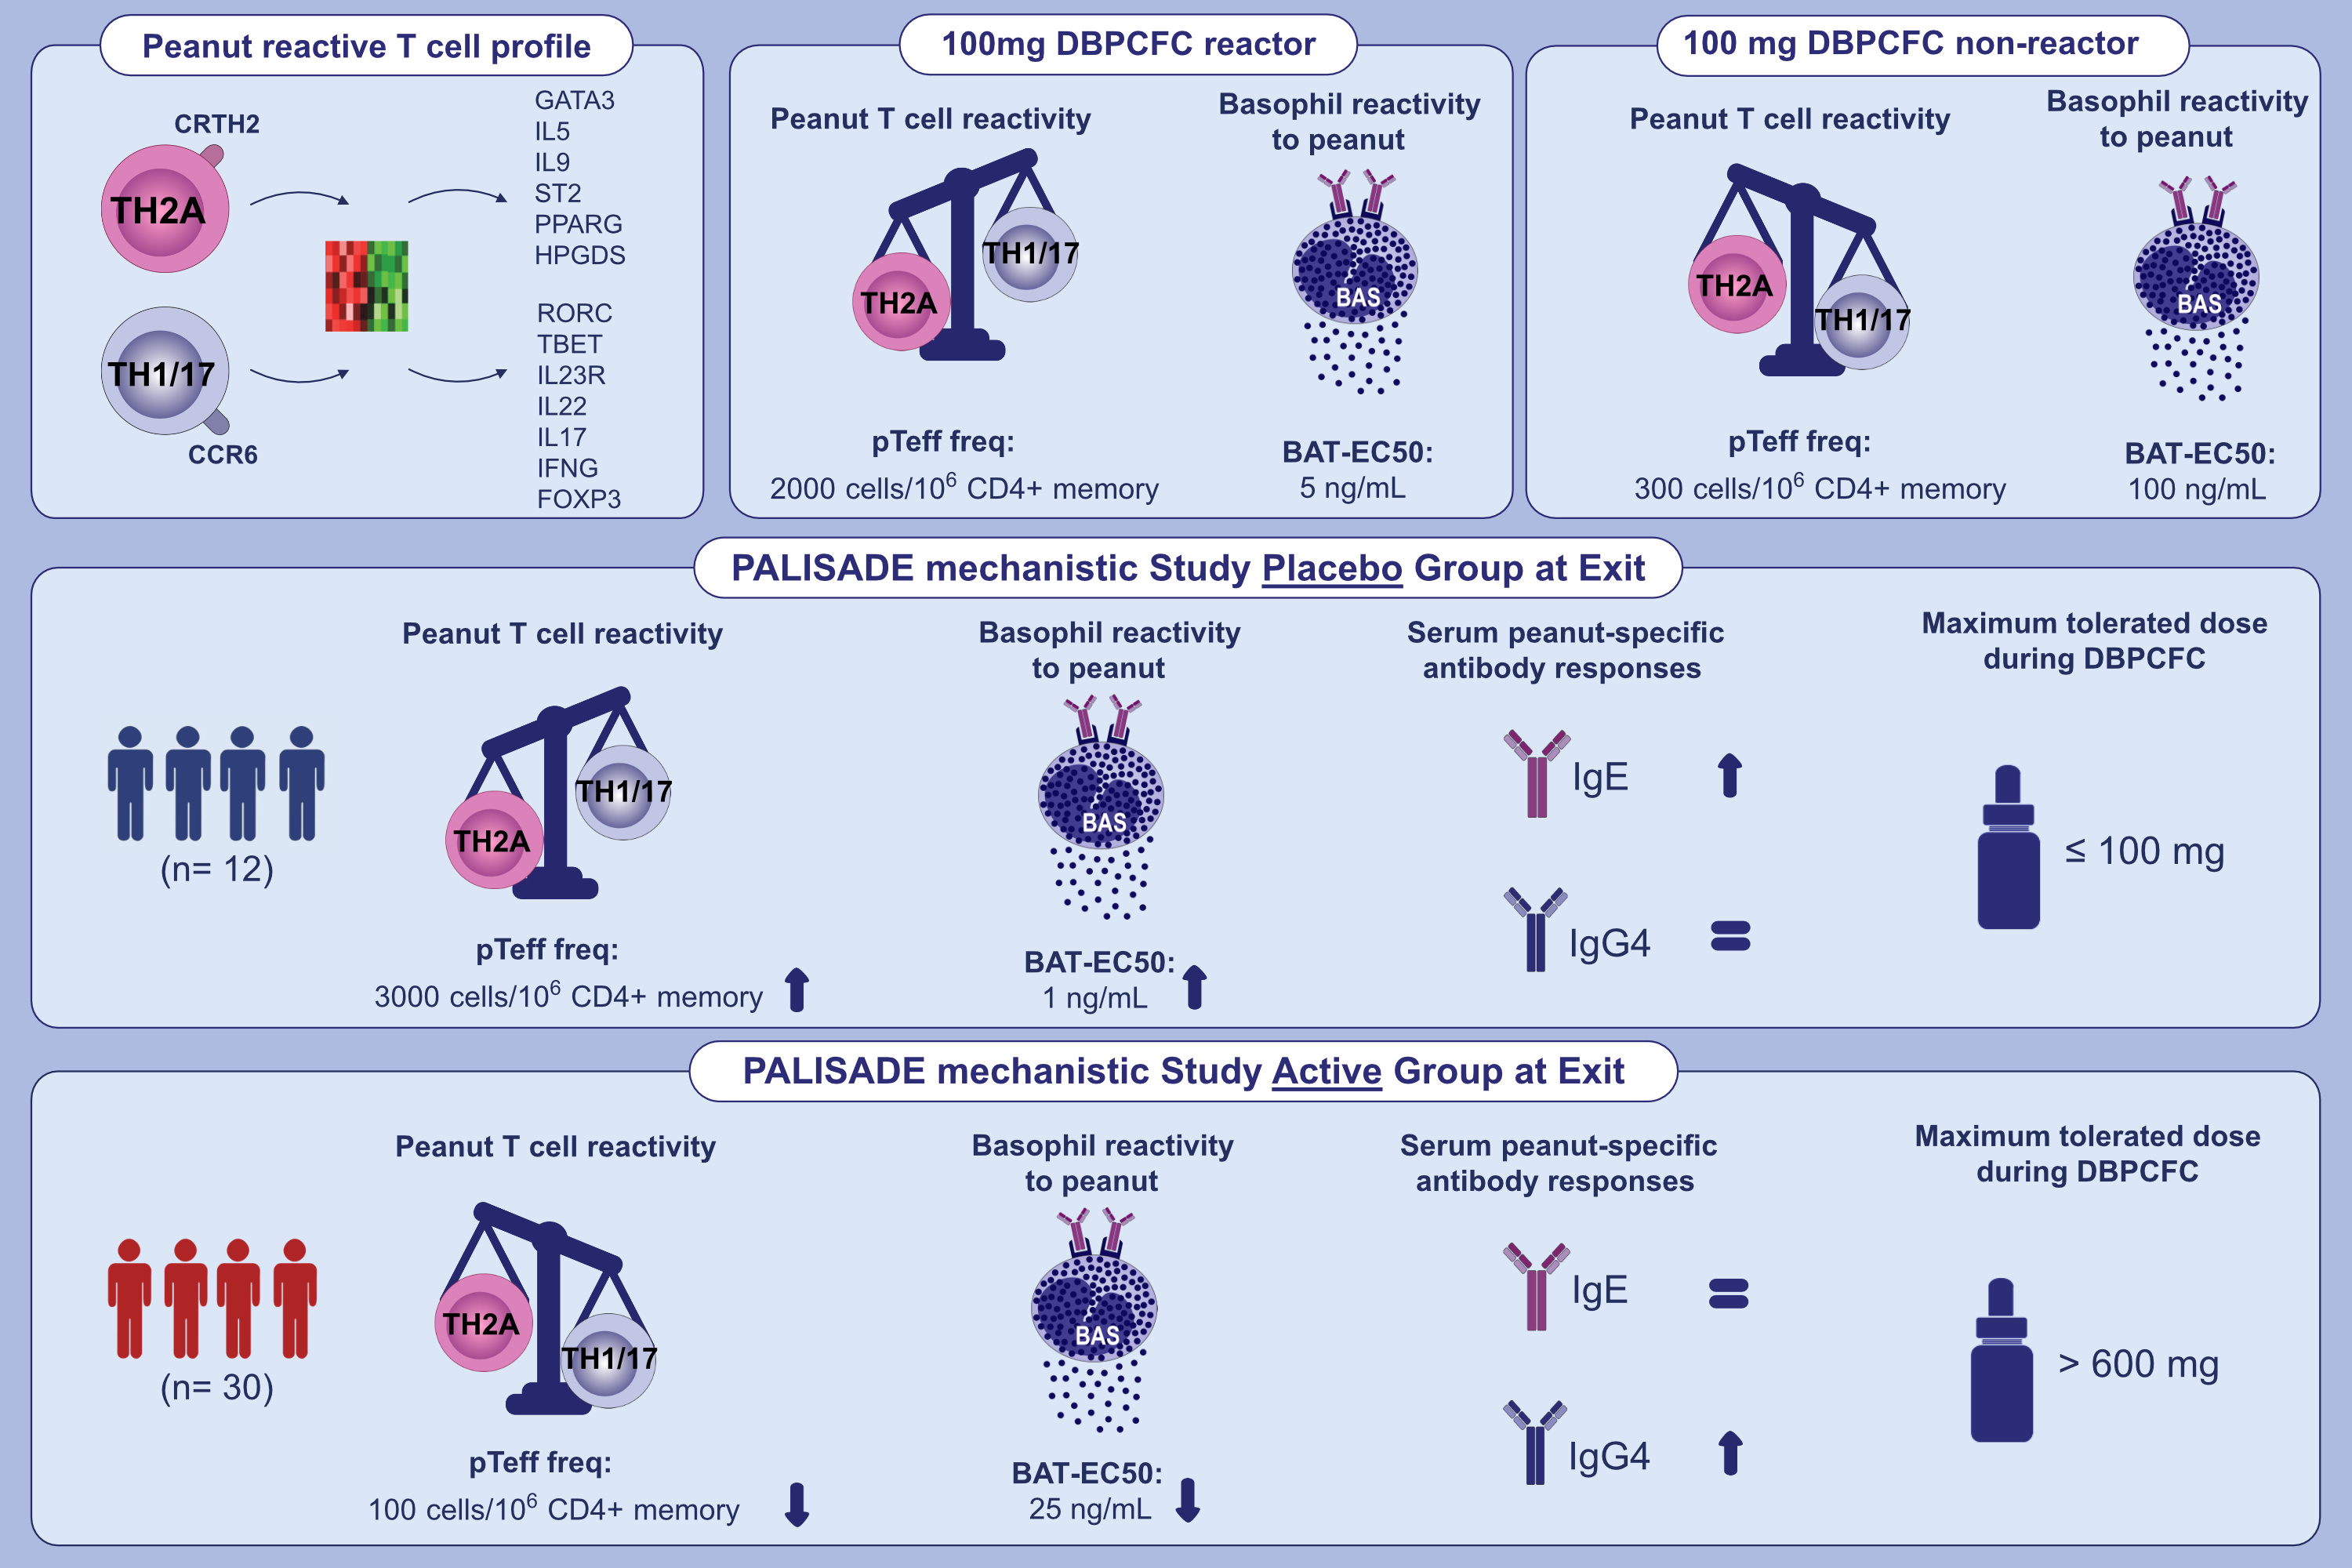 Peanut reactive T cell profile
CRTH2
TH2A
TH1/17
CCR6
GATA3
IL5
IL9
ST2
PPARG
HPGDS
RORC
TBET
IL23R
IL22
IL17
IFNG
FOXP3
100mg DBPCFC reactor
Peanut T cell reactivity
TH2A
TH1/17
pTeff freq:
2000 cells/10⁶ CD4+ memory
Basophil reactivity
to peanut
BAS
BAT-EC50:
5 ng/mL
100 mg DBPCFC non-reactor
Peanut T cell reactivity
TH2A
TH1/17
pTeff freq:
300 cells/10⁶ CD4+ memory
Basophil reactivity
to peanut
BAS
BAT-EC50:
100 ng/mL
PALISADE mechanistic Study Placebo Group at Exit
(n= 12)
Peanut T cell reactivity
TH2A
TH1/17
pTeff freq:
3000 cells/10⁶ CD4+ memory
Basophil reactivity
to peanut
BAS
BAT-EC50:
1 ng/mL
Serum peanut-specific
antibody responses
IgE
IgG4
Maximum tolerated dose
during DBPCFC
≤ 100 mg
PALISADE mechanistic Study Active Group at Exit
(n= 30)
Peanut T cell reactivity
TH2A
TH1/17
pTeff freq:
100 cells/10⁶ CD4+ memory
Basophil reactivity
to peanut
BAS
BAT-EC50:
25 ng/mL
Serum peanut-specific
antibody responses
IgE
IgG4
Maximum tolerated dose
during DBPCFC
> 600 mg